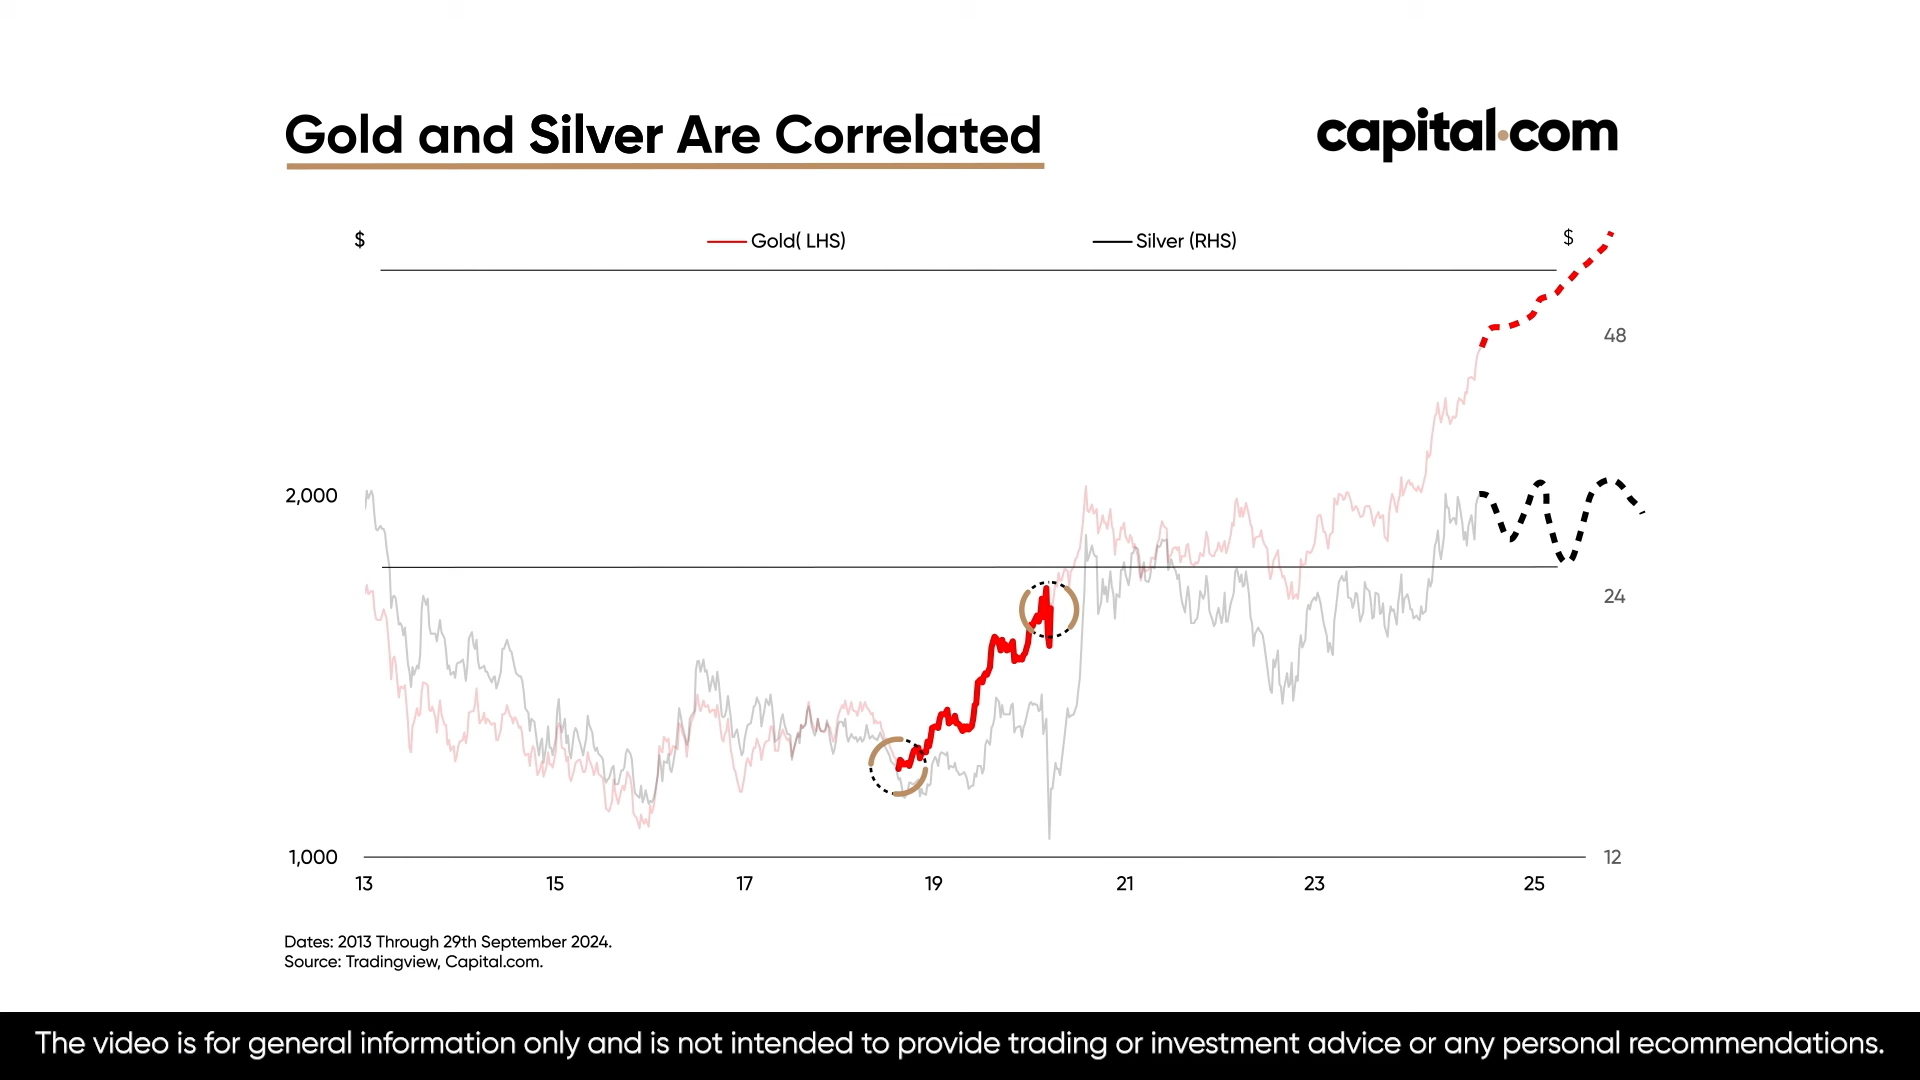 Gold and Silver Are Correlated
capital.com
$
Gold( LHS)
Silver (RHS)
$
48
2,000
24
1,000
12
13 15 17 19 21 23 25
Dates: 2013 Through 29th September 2024.
Source: Tradingview, Capital.com.
The video is for general information only and is not intended to provide trading or investment advice or any personal recommendations.